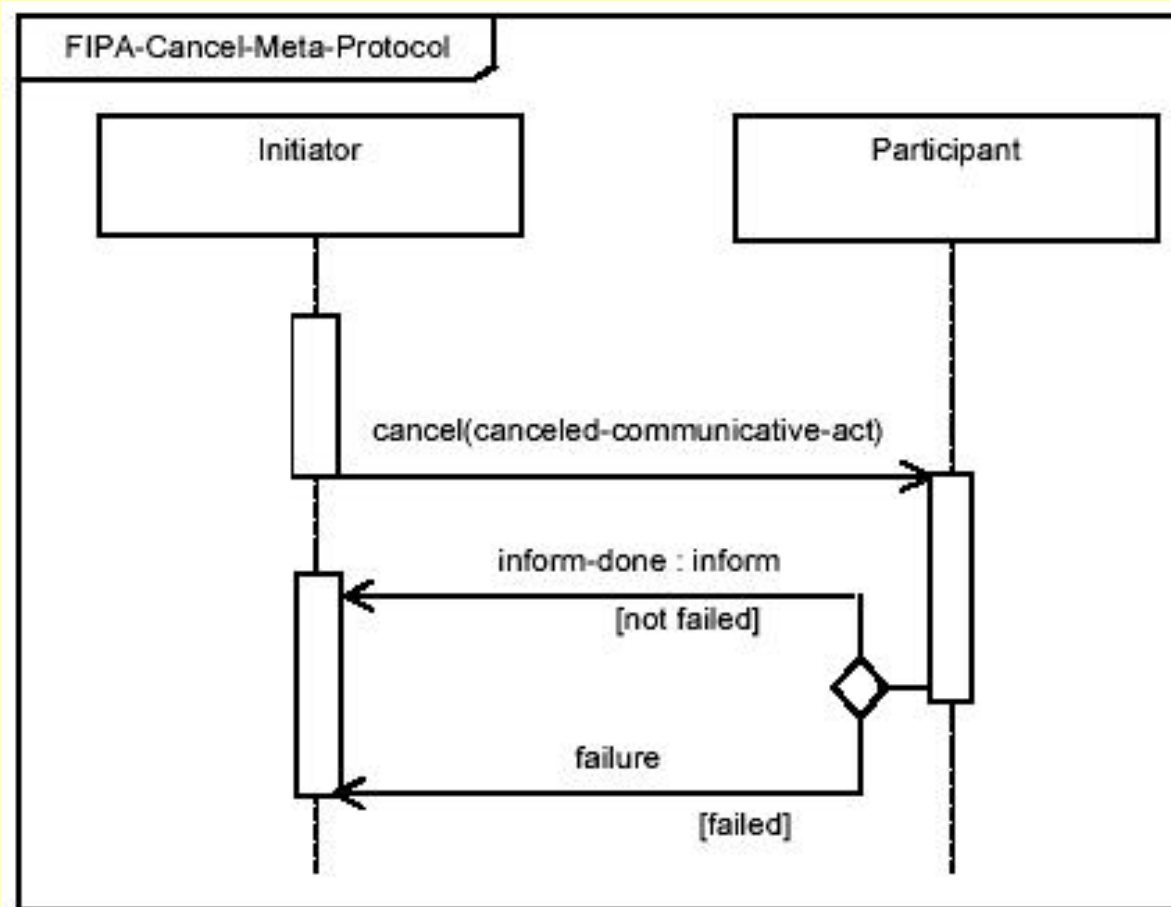 FIPA-Cancel-Meta-Protocol
Initiator
Participant
cancel(canceled-communicative-act)
inform-done : inform
[not failed]
failure
[failed]